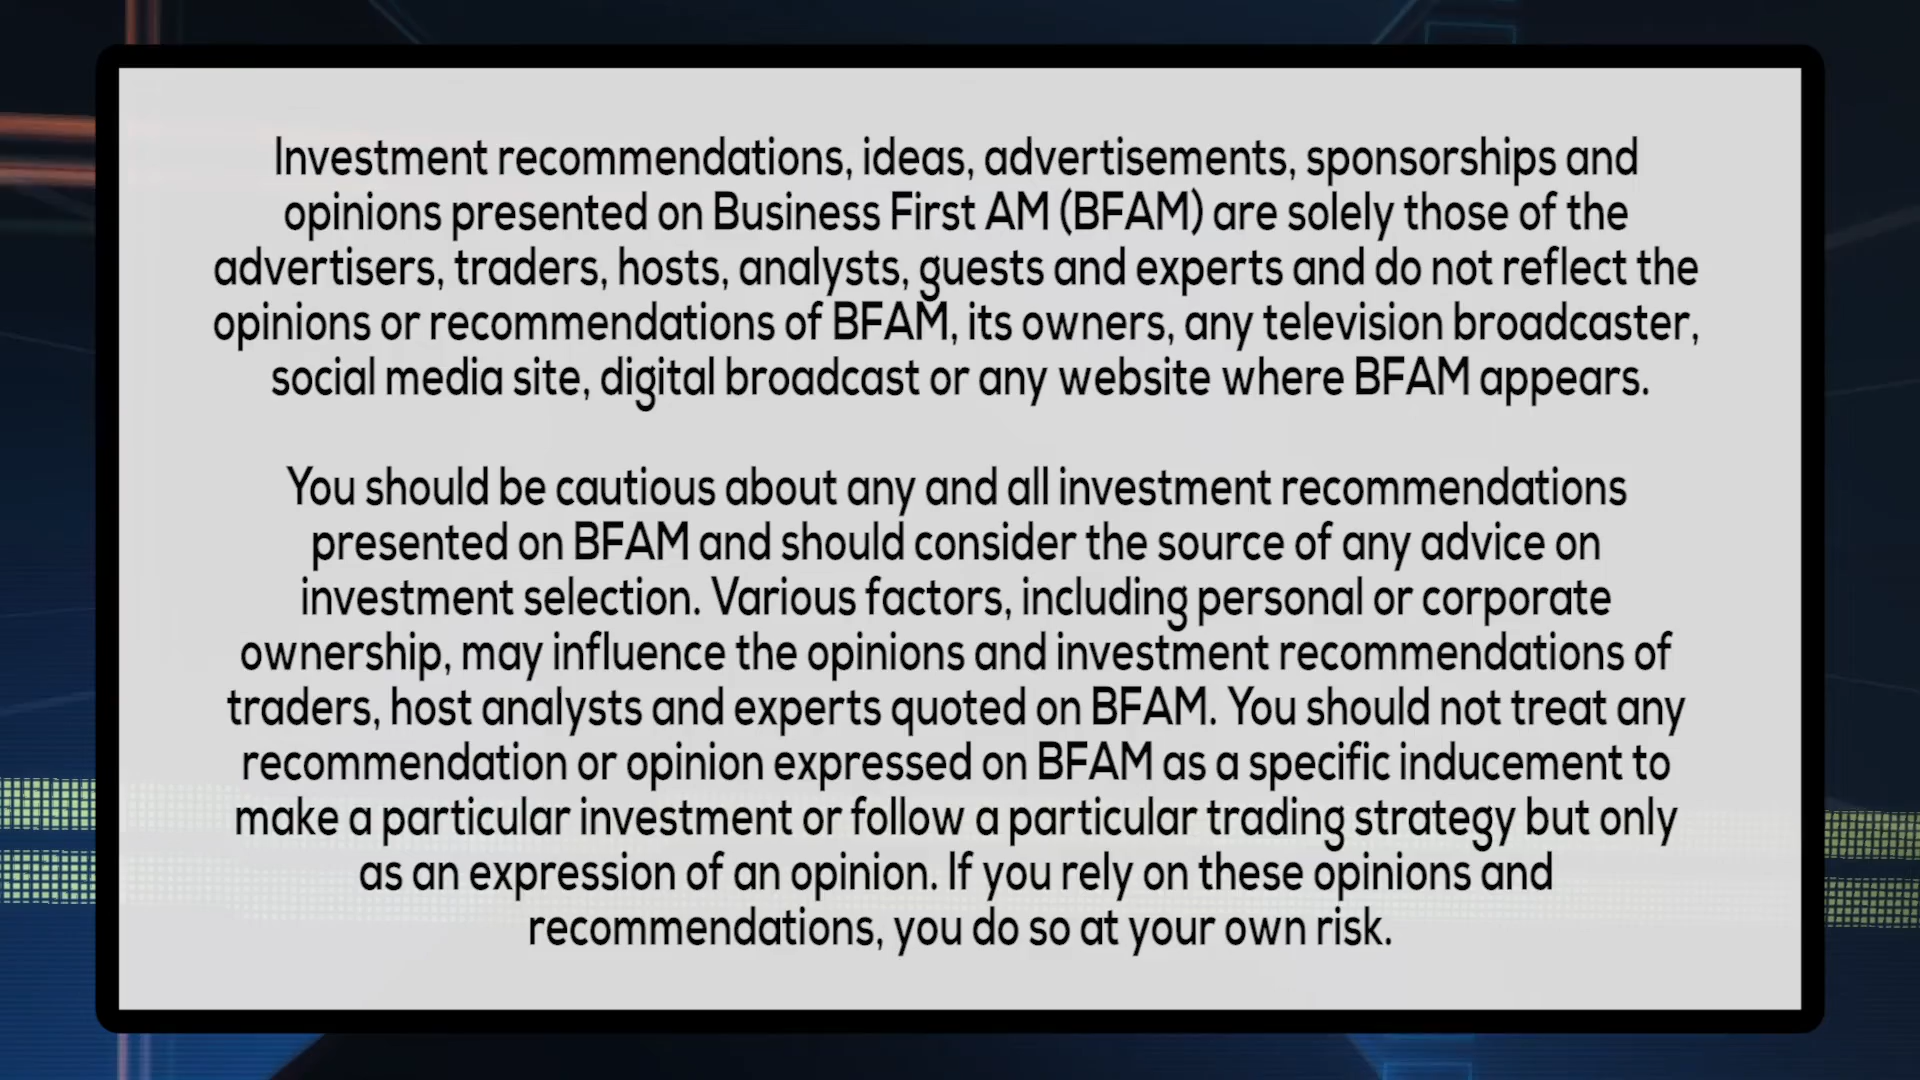 Investment recommendations, ideas, advertisements, sponsorships and
opinions presented on Business First AM (BFAM) are solely those of the
advertisers, traders, hosts, analysts, guests and experts and do not reflect the
opinions or recommendations of BFAM, its owners, any television broadcaster,
social media site, digital broadcast or any website where BFAM appears.
You should be cautious about any and all investment recommendations
presented on BFAM and should consider the source of any advice on
investment selection. Various factors, including personal or corporate
ownership, may influence the opinions and investment recommendations of
traders, host analysts and experts quoted on BFAM. You should not treat any
recommendation or opinion expressed on BFAM as a specific inducement to
make a particular investment or follow a particular trading strategy but only
as an expression of an opinion. If you rely on these opinions and
recommendations, you do so at your own risk.